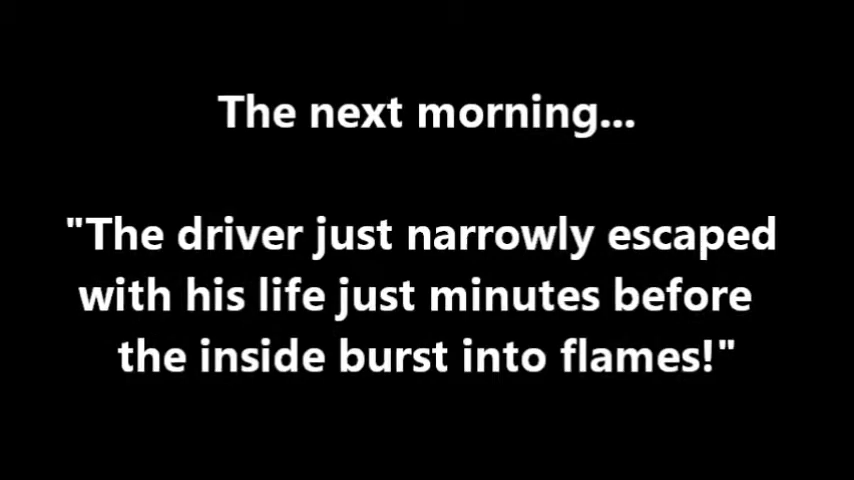 The next morning...
"The driver just narrowly escaped
with his life just minutes before
the inside burst into flames!"